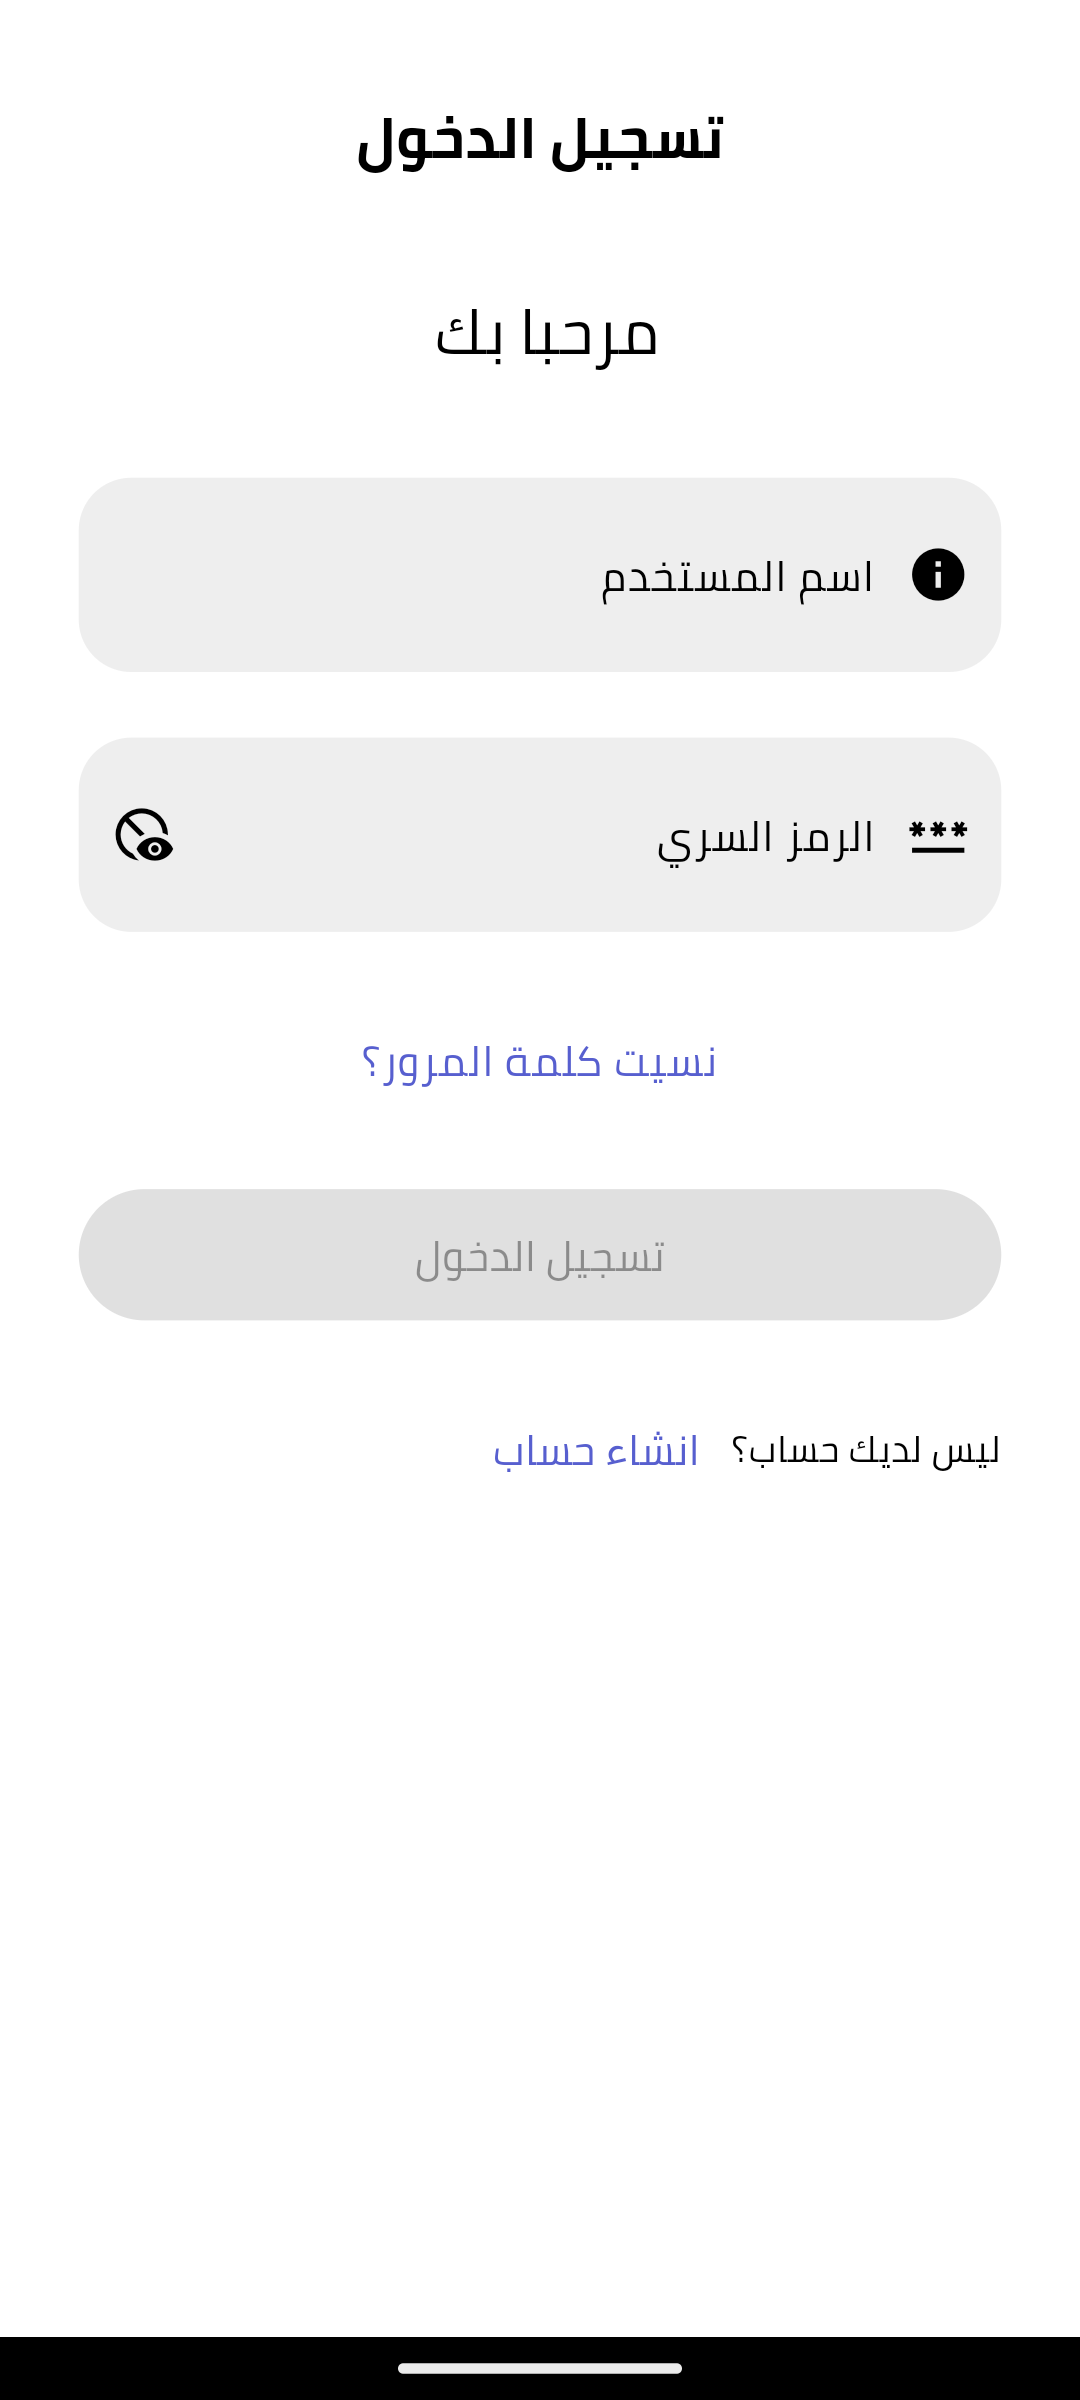 تسجيل الدخول
مرحبا بك
اسم المستخدم
الرمز السري
نسيت كلمة المرور؟
تسجيل الدخول
ليس لديك حساب؟ انشاء حساب